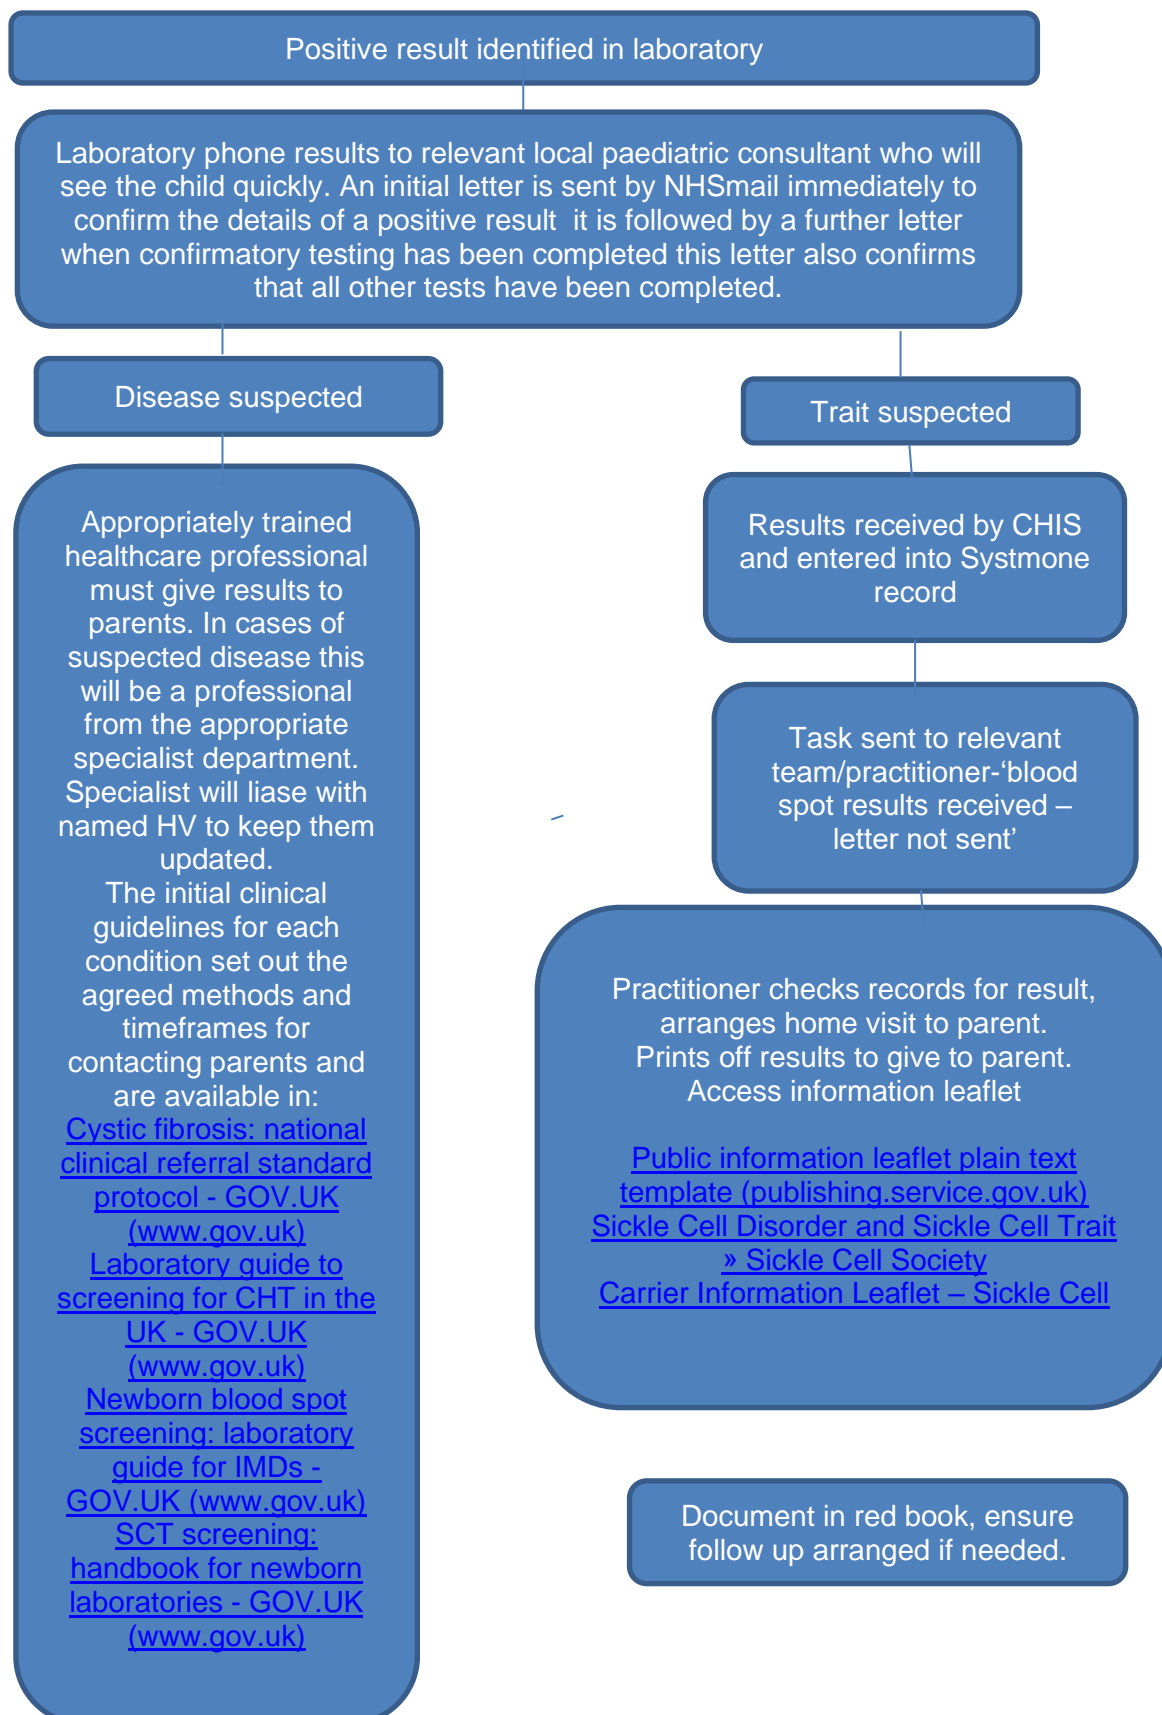 Positive result identified in laboratory
Laboratory phone results to relevant local paediatric consultant who will
see the child quickly. An initial letter is sent by NHSmail immediately to
confirm the details of a positive result  it is followed by a further letter
when confirmatory testing has been completed this letter also confirms
that all other tests have been completed.
Disease suspected
Appropriately trained
healthcare professional
must give results to
parents. In cases of
suspected disease this
will be a professional
from the appropriate
specialist department.
Specialist will liase with
named HV to keep them
updated.
The initial clinical
guidelines for each
condition set out the
agreed methods and
timeframes for
contacting parents and
are available in:
Cystic fibrosis: national
clinical referral standard
protocol - GOV.UK
(www.gov.uk)
Laboratory guide to
screening for CHT in the
UK - GOV.UK
(www.gov.uk)
Newborn blood spot
screening: laboratory
guide for IMDs -
GOV.UK (www.gov.uk)
SCT screening:
handbook for newborn
laboratories - GOV.UK
(www.gov.uk)
Trait suspected
Results received by CHIS
and entered into Systmone
record
Task sent to relevant
team/practitioner-‘blood
spot results received –
letter not sent’
Practitioner checks records for result,
arranges home visit to parent.
Prints off results to give to parent.
Access information leaflet
Public information leaflet plain text
template (publishing.service.gov.uk)
Sickle Cell Disorder and Sickle Cell Trait
» Sickle Cell Society
Carrier Information Leaflet – Sickle Cell
Document in red book, ensure
follow up arranged if needed.